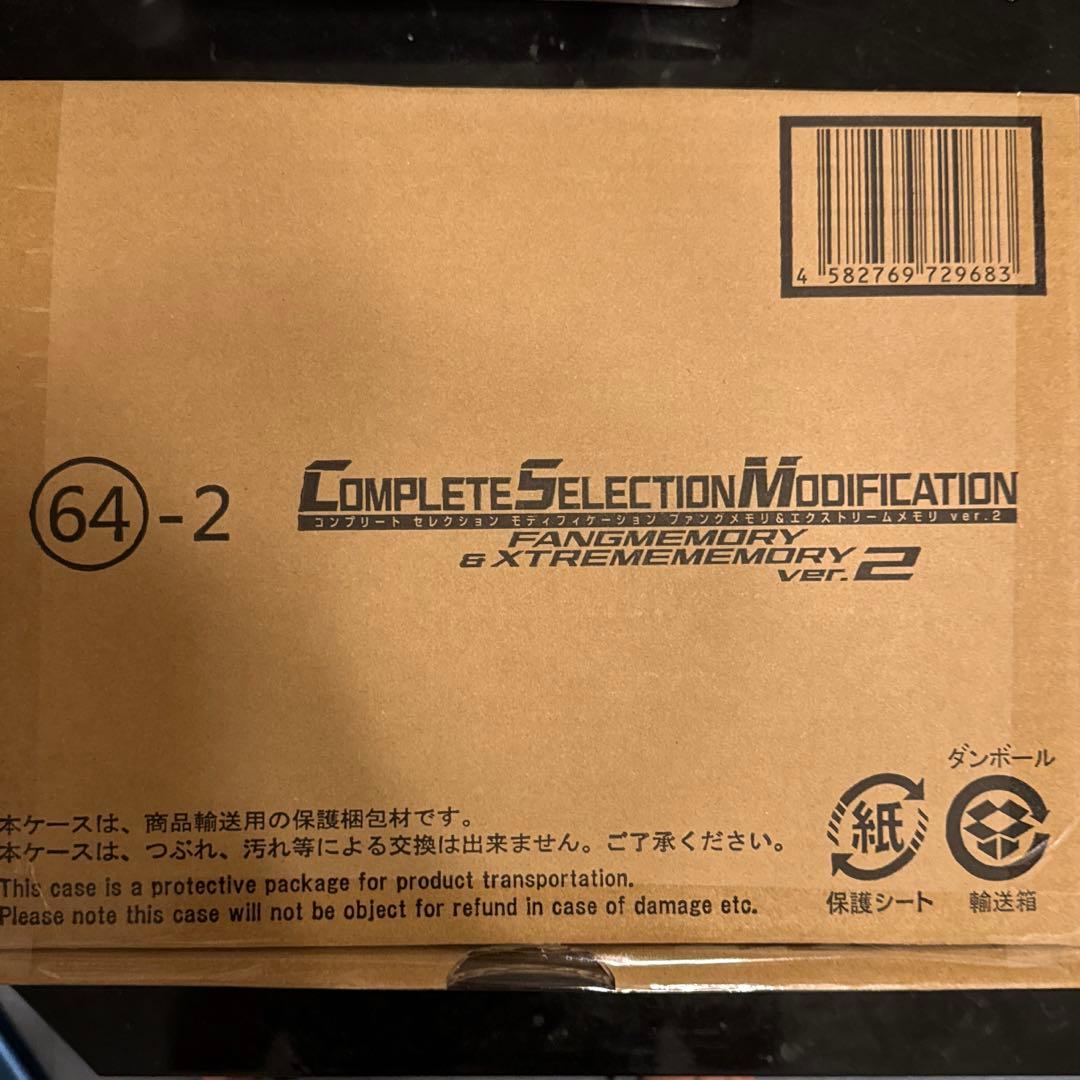 4 582769 729683
64-2
COMPLETE SELECTION MODIFICATION
コンプリート セレクション モディフィケーション ファングメモリ&エクストリームメモリ ver.2
FANGMEMORY
& XTREMEMEMORY
ver.2
ダンボール
紙
保護シート
輸送箱
本ケースは、商品輸送用の保護梱包材です。
本ケースは、つぶれ、汚れ等による交換は出来ません。ご了承ください。
This case is a protective package for product transportation.
Please note this case will not be object for refund in case of damage etc.